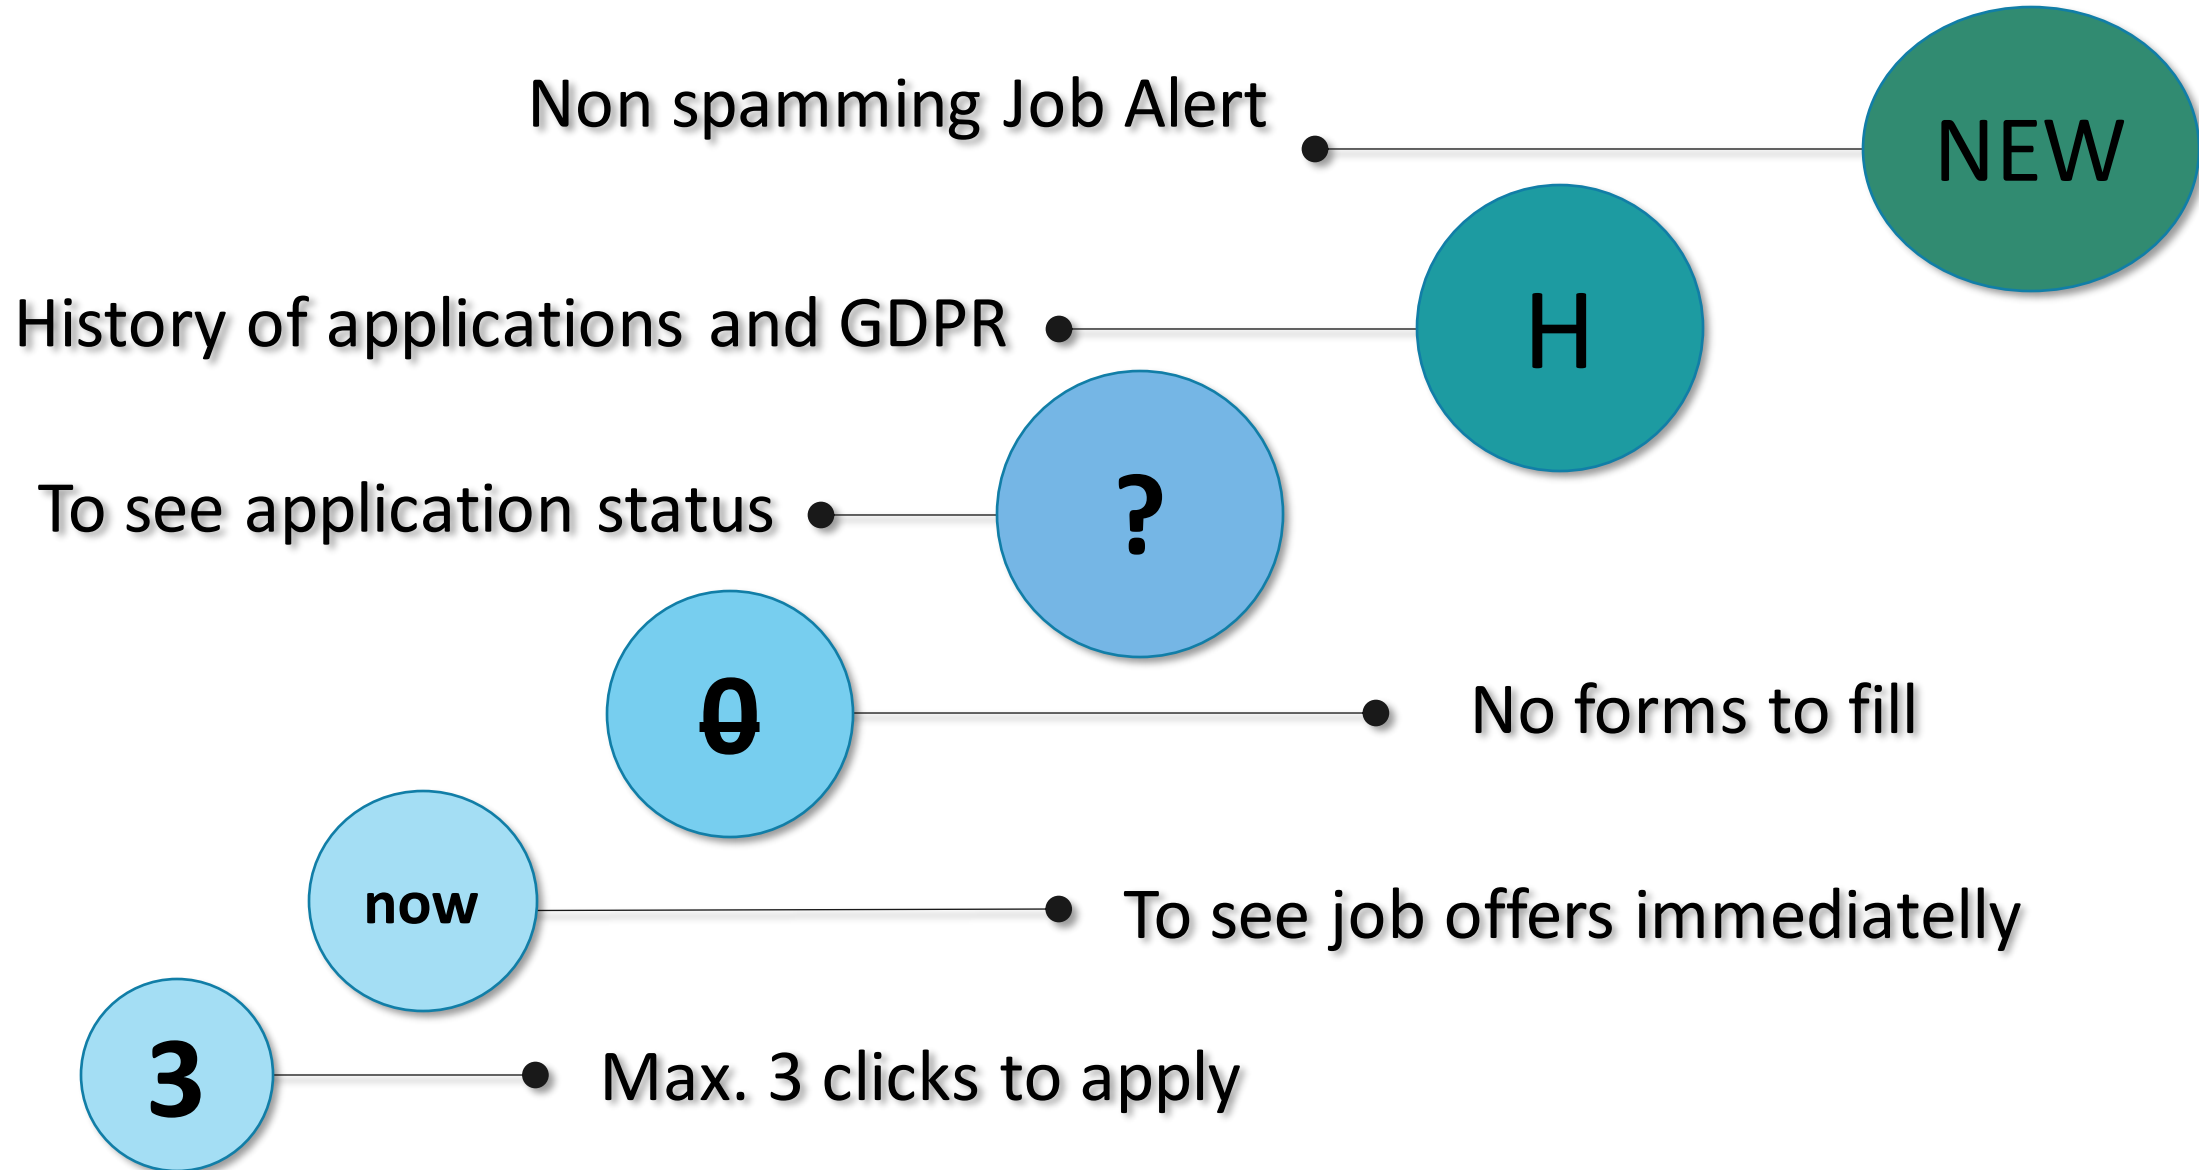 Non spamming Job Alert
NEW
History of applications and GDPR
H
To see application status
?
0
No forms to fill
now
To see job offers immediatelly
3
Max. 3 clicks to apply